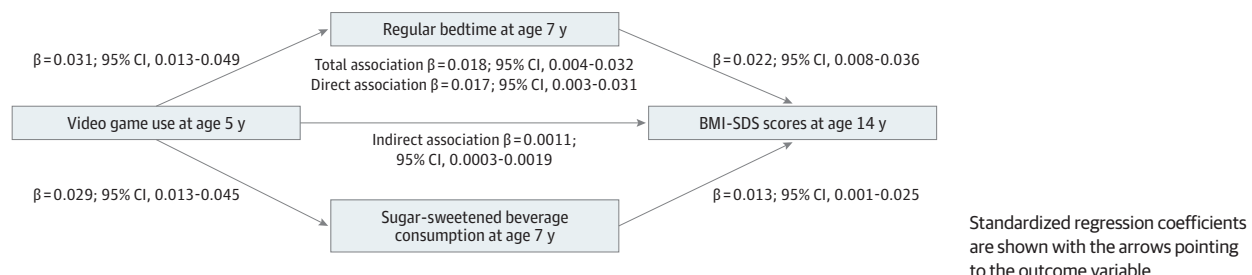 Regular bedtime at age 7 y
β=0.031; 95% CI, 0.013-0.049
Total association β=0.018; 95% CI, 0.004-0.032
Direct association β=0.017; 95% CI, 0.003-0.031
β=0.022; 95% CI, 0.008-0.036
Video game use at age 5 y
BMI-SDS scores at age 14 y
Indirect association β=0.0011;
95% CI, 0.0003-0.0019
β=0.029; 95% CI, 0.013-0.045
β=0.013; 95% CI, 0.001-0.025
Sugar-sweetened beverage
consumption at age 7 y
Standardized regression coefficients
are shown with the arrows pointing
to the outcome variable